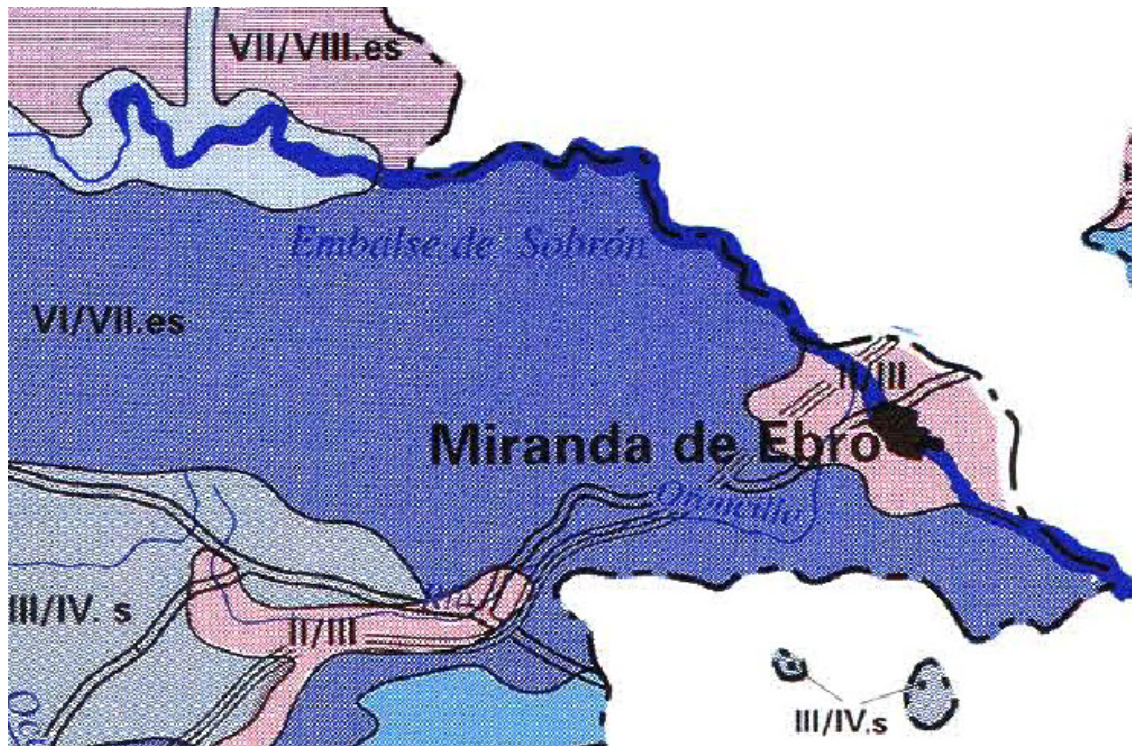 VII/VIII.es
Embalse de Sobrón
VI/VII.es
II/III
Miranda de Ebro
III/IV. s
II/III
III/IV.s